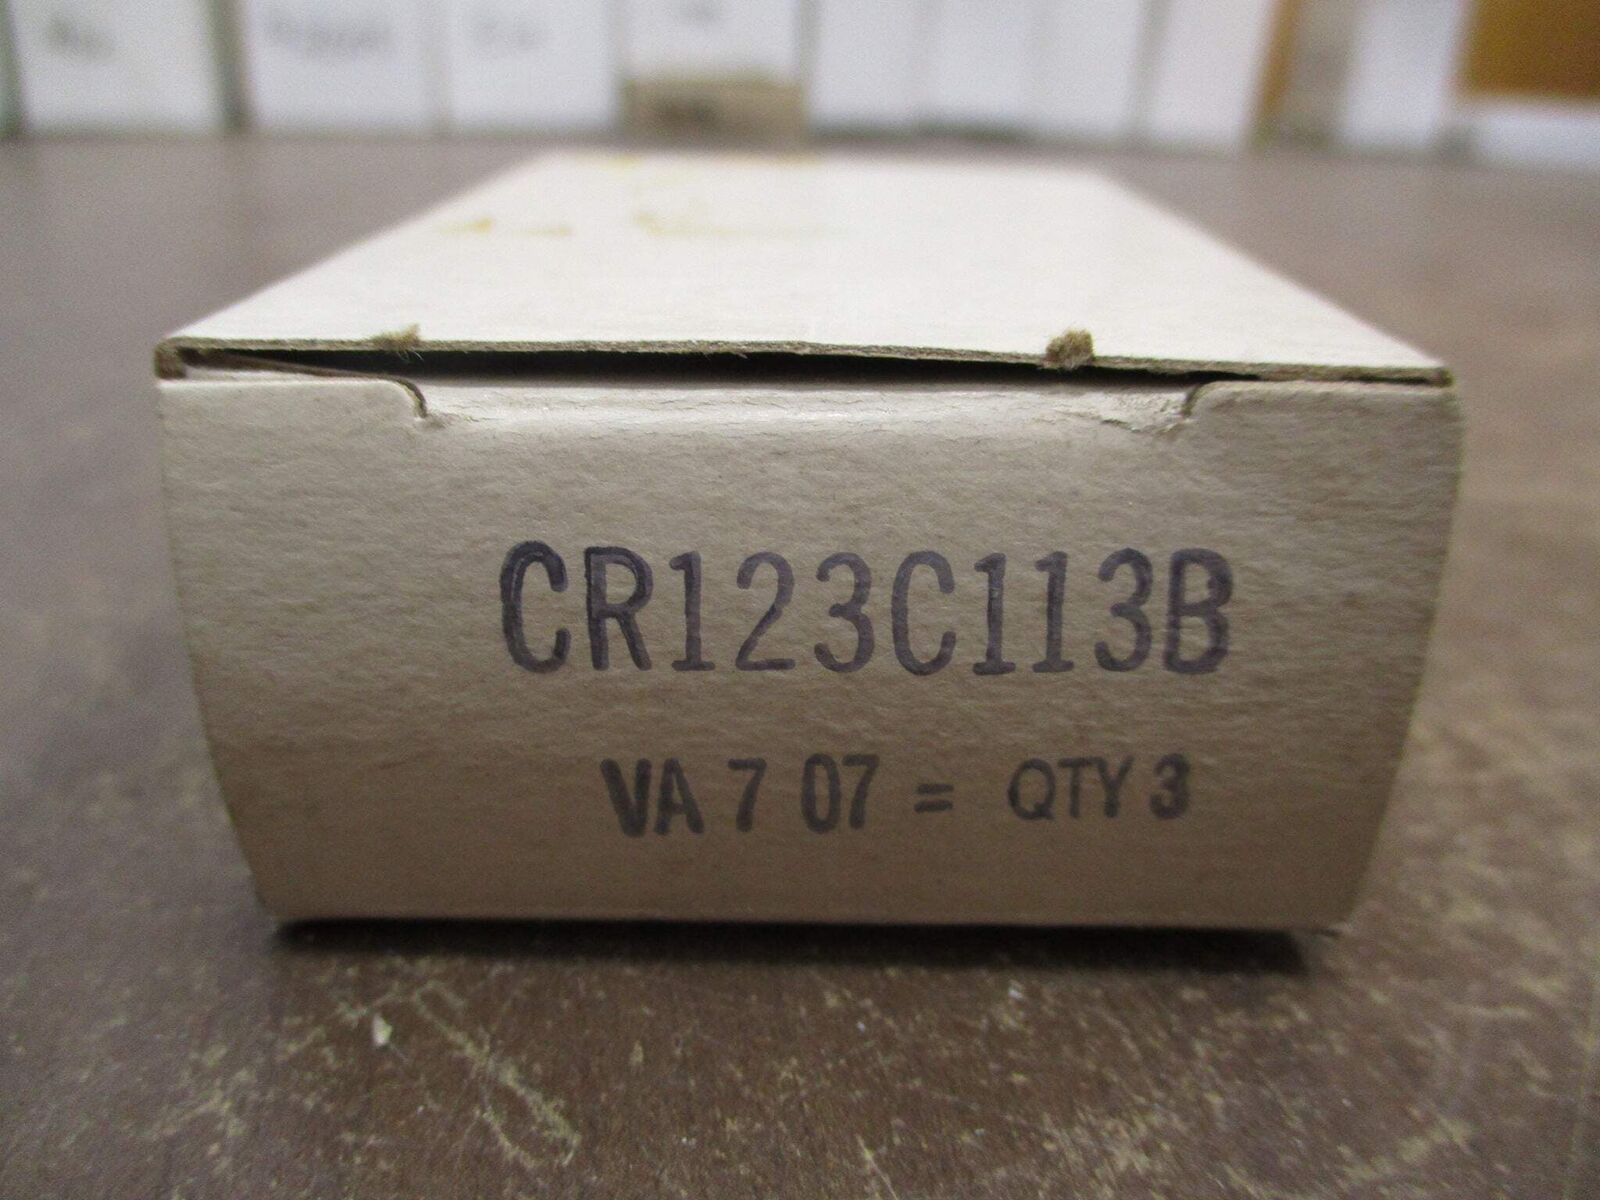 CR123C113B
VA 7 07 = QTY 3